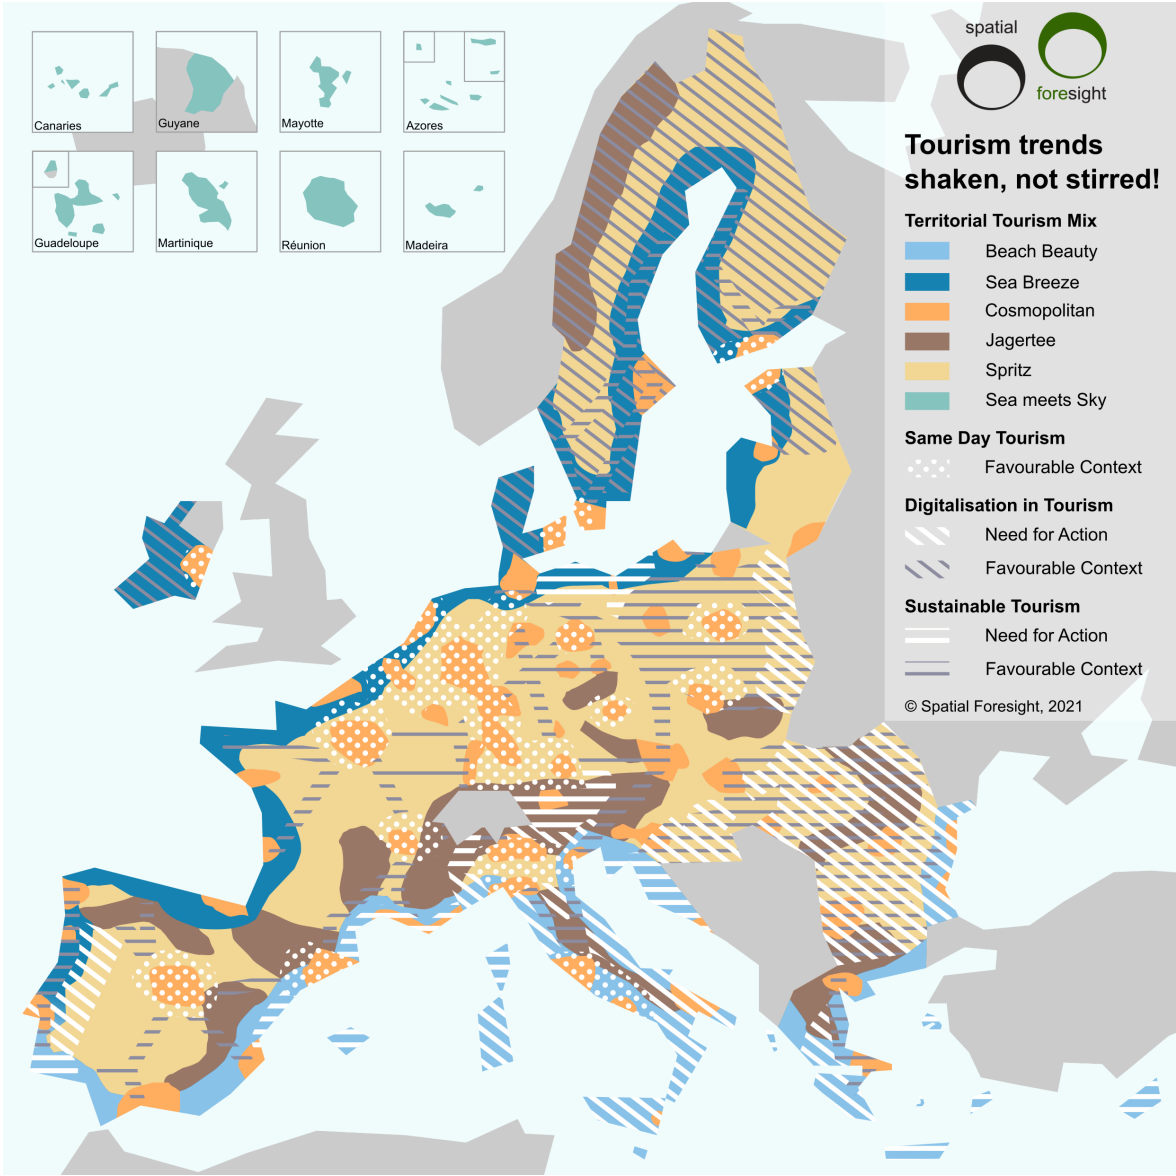 Canaries
Guyane
Mayotte
Azores
Guadeloupe
Martinique
Réunion
Madeira
spatial
foresight
Tourism trends
shaken, not stirred!
Territorial Tourism Mix
Beach Beauty
Sea Breeze
Cosmopolitan
Jagertee
Spritz
Sea meets Sky
Same Day Tourism
Favourable Context
Digitalisation in Tourism
Need for Action
Favourable Context
Sustainable Tourism
Need for Action
Favourable Context
© Spatial Foresight, 2021